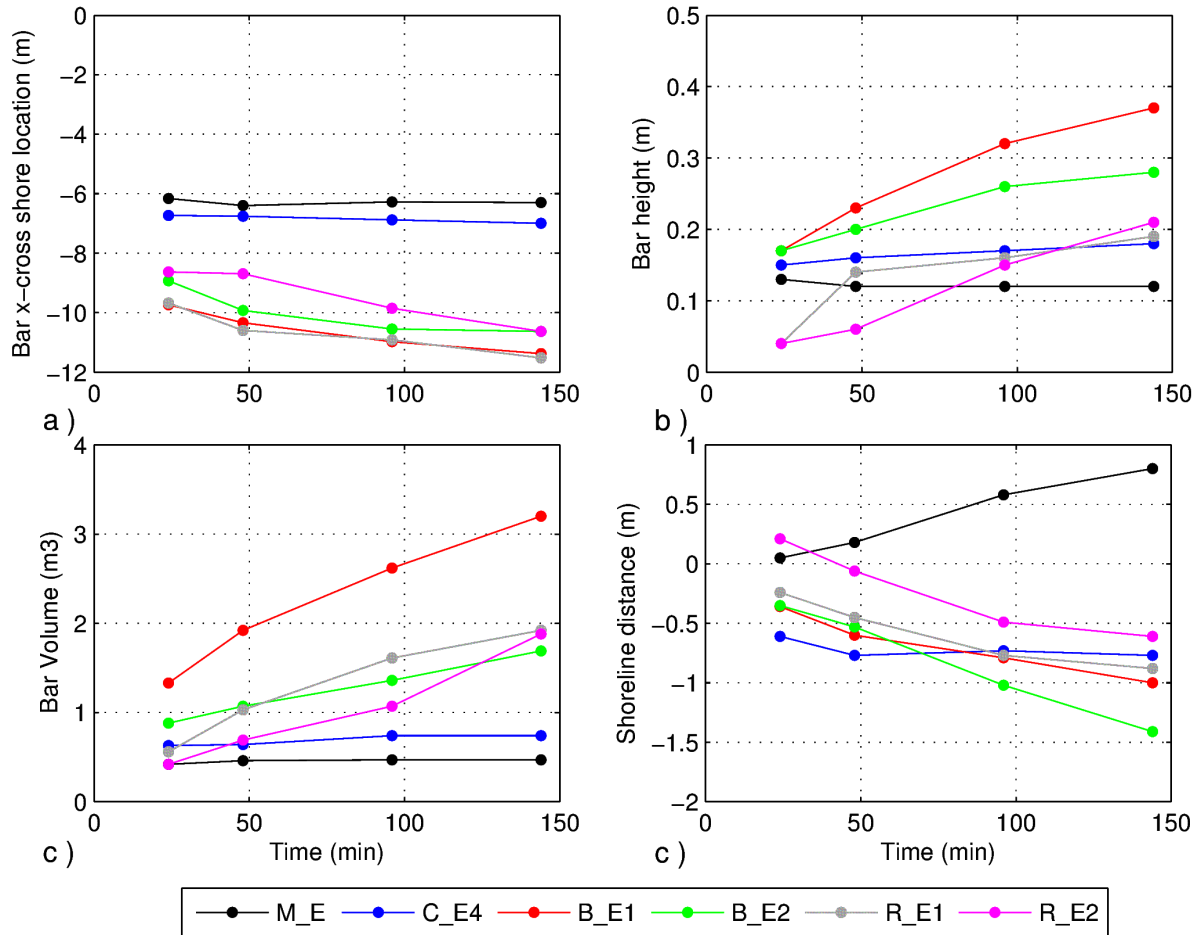 0
−2
−4
−6
−8
−10
−12
0 50 100 150
Bar x−cross shore location (m)
a )
0.5
0.4
0.3
0.2
0.1
0
0 50 100 150
Bar height (m)
b )
4
3
2
1
0
0 50 100 150
Bar Volume (m3)
Time (min)
c )
1
0.5
0
−0.5
−1
−1.5
−2
0 50 100 150
Shoreline distance (m)
Time (min)
c )
M_E C_E4 B_E1 B_E2 R_E1 R_E2